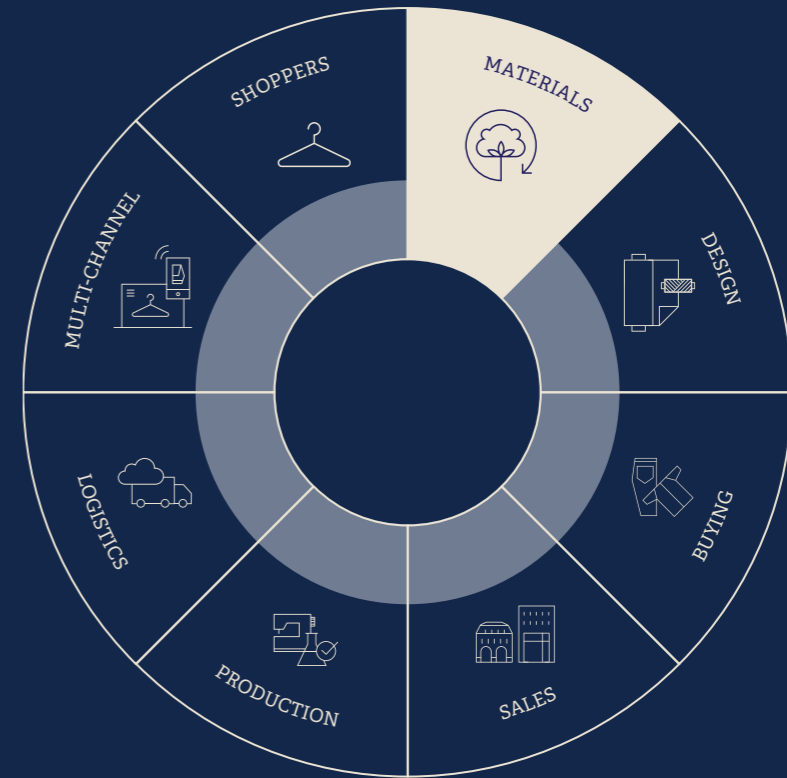 MATERIALS
DESIGN
BUYING
SALES
PRODUCTION
LOGISTICS
MULTI-CHANNEL
SHOPPERS